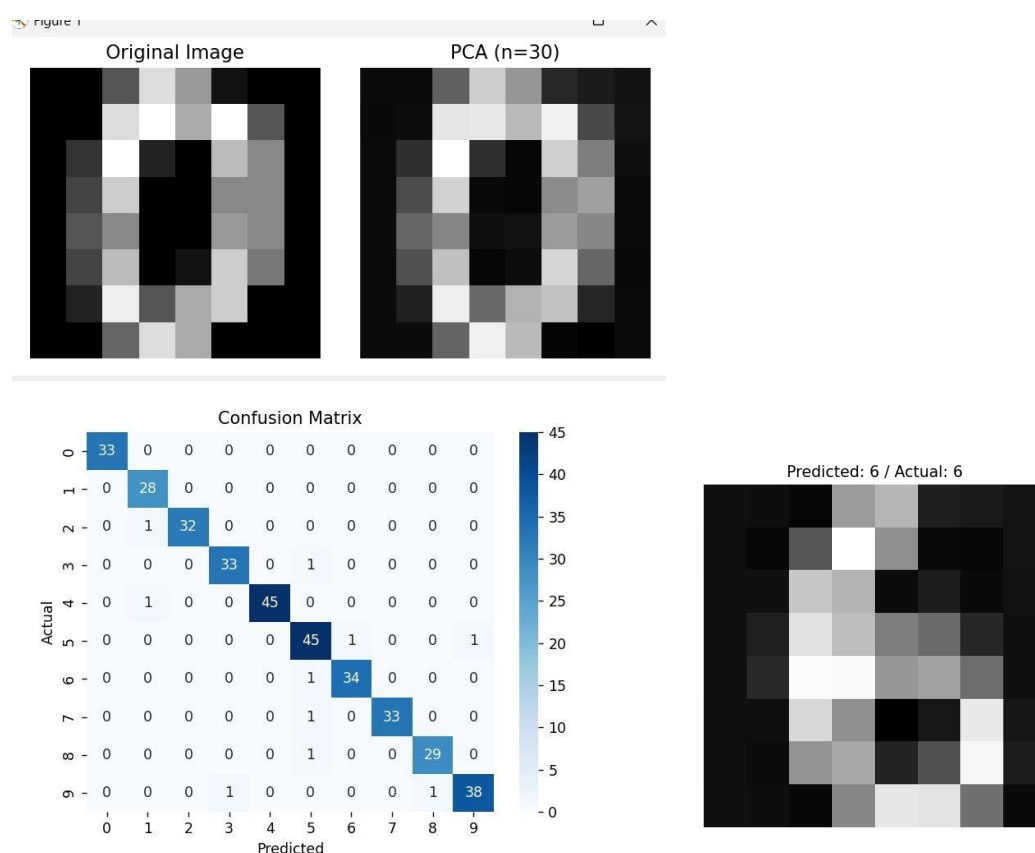 Figure 1
Original Image PCA (n=30)
Confusion Matrix
0 33 0 0 0 0 0 0 0 0 0
1 0 28 0 0 0 0 0 0 0 0
2 0 1 32 0 0 0 0 0 0 0
3 0 0 0 33 0 1 0 0 0 0
4 0 1 0 0 45 0 0 0 0 0
5 0 0 0 0 0 45 1 0 0 1
6 0 0 0 0 0 1 34 0 0 0
7 0 0 0 0 0 1 0 33 0 0
8 0 0 0 0 0 1 0 0 29 0
9 0 0 0 1 0 0 0 0 1 38
0 1 2 3 4 5 6 7 8 9
Actual
Predicted
45
40
35
30
25
20
15
10
5
0
Predicted: 6 / Actual: 6